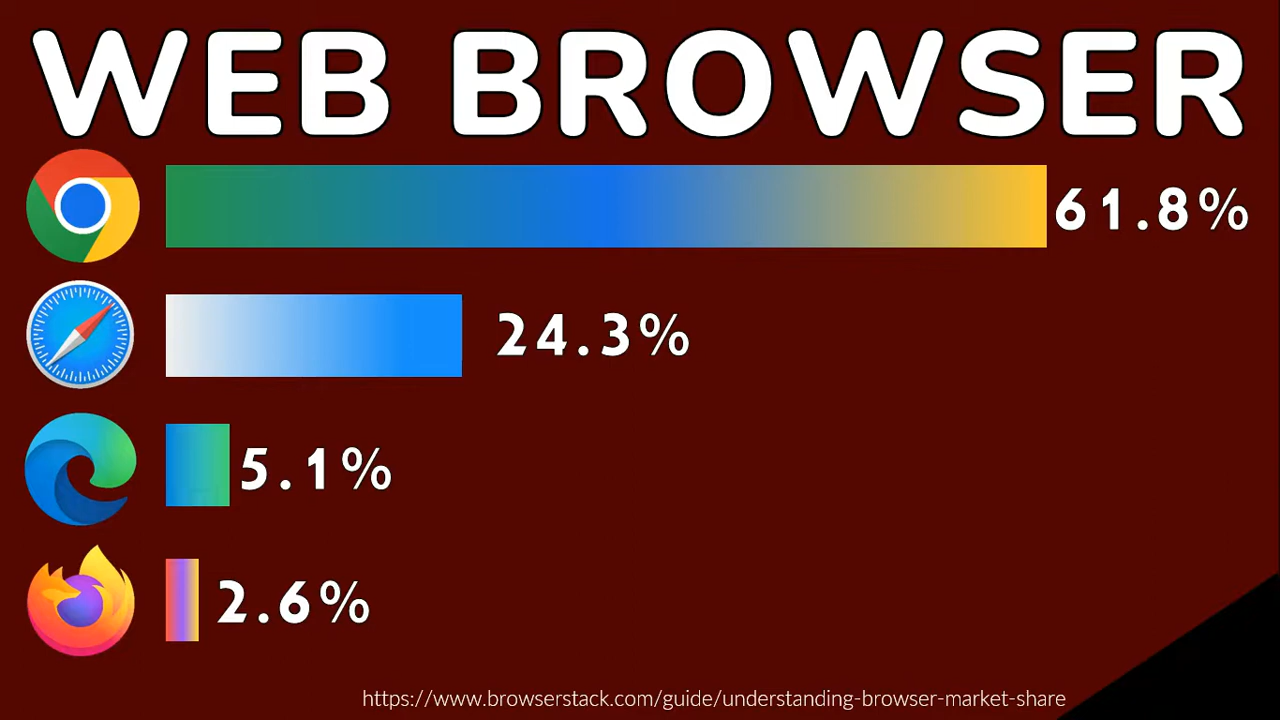 WEB BROWSER
61.8%
24.3%
5.1%
2.6%
https://www.browserstack.com/guide/understanding-browser-market-share